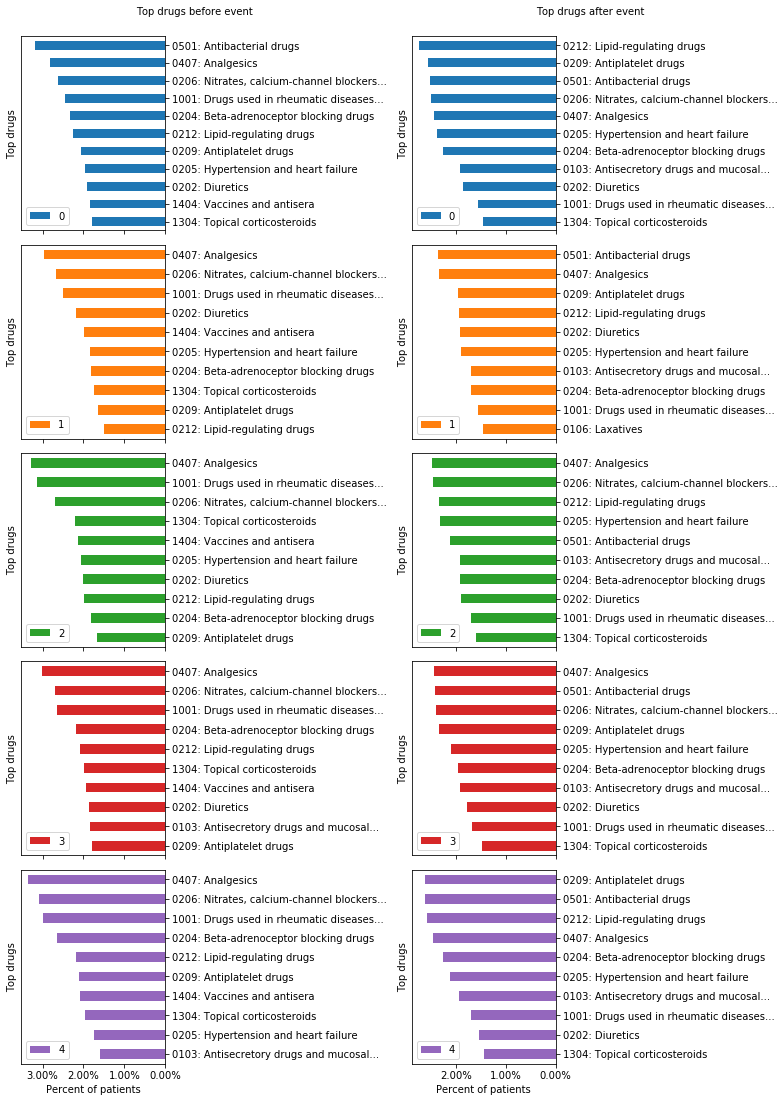 Top drugs before event
Top drugs after event
0501: Antibacterial drugs
0407: Analgesics
0206: Nitrates, calcium-channel blockers...
1001: Drugs used in rheumatic diseases...
0204: Beta-adrenoceptor blocking drugs
0212: Lipid-regulating drugs
0209: Antiplatelet drugs
0205: Hypertension and heart failure
0202: Diuretics
1404: Vaccines and antisera
1304: Topical corticosteroids
Top drugs
0
0212: Lipid-regulating drugs
0209: Antiplatelet drugs
0501: Antibacterial drugs
0206: Nitrates, calcium-channel blockers...
0407: Analgesics
0205: Hypertension and heart failure
0204: Beta-adrenoceptor blocking drugs
0103: Antisecretory drugs and mucosal...
0202: Diuretics
1001: Drugs used in rheumatic diseases...
1304: Topical corticosteroids
Top drugs
0
0407: Analgesics
0206: Nitrates, calcium-channel blockers...
1001: Drugs used in rheumatic diseases...
0202: Diuretics
1404: Vaccines and antisera
0205: Hypertension and heart failure
0204: Beta-adrenoceptor blocking drugs
1304: Topical corticosteroids
0209: Antiplatelet drugs
0212: Lipid-regulating drugs
Top drugs
1
0501: Antibacterial drugs
0407: Analgesics
0209: Antiplatelet drugs
0212: Lipid-regulating drugs
0202: Diuretics
0205: Hypertension and heart failure
0103: Antisecretory drugs and mucosal...
0204: Beta-adrenoceptor blocking drugs
1001: Drugs used in rheumatic diseases...
0106: Laxatives
Top drugs
1
0407: Analgesics
1001: Drugs used in rheumatic diseases...
0206: Nitrates, calcium-channel blockers...
1304: Topical corticosteroids
1404: Vaccines and antisera
0205: Hypertension and heart failure
0202: Diuretics
0212: Lipid-regulating drugs
0204: Beta-adrenoceptor blocking drugs
0209: Antiplatelet drugs
Top drugs
2
0407: Analgesics
0206: Nitrates, calcium-channel blockers...
0212: Lipid-regulating drugs
0205: Hypertension and heart failure
0501: Antibacterial drugs
0103: Antisecretory drugs and mucosal...
0204: Beta-adrenoceptor blocking drugs
0202: Diuretics
1001: Drugs used in rheumatic diseases...
1304: Topical corticosteroids
Top drugs
2
0407: Analgesics
0206: Nitrates, calcium-channel blockers...
1001: Drugs used in rheumatic diseases...
0204: Beta-adrenoceptor blocking drugs
0212: Lipid-regulating drugs
1304: Topical corticosteroids
1404: Vaccines and antisera
0202: Diuretics
0103: Antisecretory drugs and mucosal...
0209: Antiplatelet drugs
Top drugs
3
0407: Analgesics
0501: Antibacterial drugs
0206: Nitrates, calcium-channel blockers...
0209: Antiplatelet drugs
0205: Hypertension and heart failure
0204: Beta-adrenoceptor blocking drugs
0103: Antisecretory drugs and mucosal...
0202: Diuretics
1001: Drugs used in rheumatic diseases...
1304: Topical corticosteroids
Top drugs
3
0407: Analgesics
0206: Nitrates, calcium-channel blockers...
1001: Drugs used in rheumatic diseases...
0204: Beta-adrenoceptor blocking drugs
0212: Lipid-regulating drugs
0209: Antiplatelet drugs
1404: Vaccines and antisera
1304: Topical corticosteroids
0205: Hypertension and heart failure
0103: Antisecretory drugs and mucosal...
Top drugs
4
3.00% 2.00% 1.00% 0.00%
Percent of patients
0209: Antiplatelet drugs
0501: Antibacterial drugs
0212: Lipid-regulating drugs
0407: Analgesics
0204: Beta-adrenoceptor blocking drugs
0205: Hypertension and heart failure
0103: Antisecretory drugs and mucosal...
1001: Drugs used in rheumatic diseases...
0202: Diuretics
1304: Topical corticosteroids
Top drugs
4
2.00% 1.00% 0.00%
Percent of patients